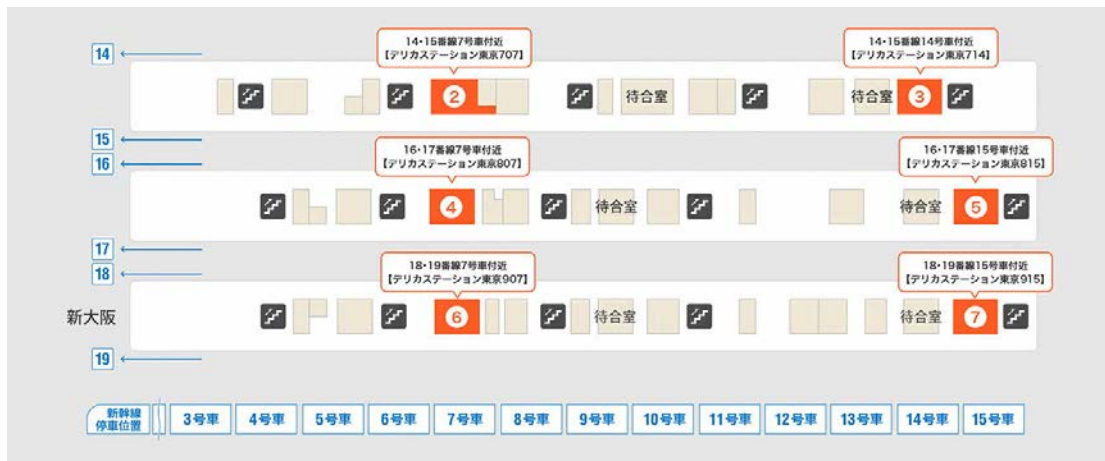 14・15番線7号車付近
【デリカステーション東京707】
14・15番線14号車付近
【デリカステーション東京714】
14
②
待合室
待合室
③
15
16
16・17番線7号車付近
【デリカステーション東京807】
16・17番線15号車付近
【デリカステーション東京815】
④
待合室
待合室
⑤
17
18
18・19番線7号車付近
【デリカステーション東京907】
18・19番線15号車付近
【デリカステーション東京915】
新大阪
⑥
待合室
待合室
⑦
19
新幹線
停車位置
3号車
4号車
5号車
6号車
7号車
8号車
9号車
10号車
11号車
12号車
13号車
14号車
15号車